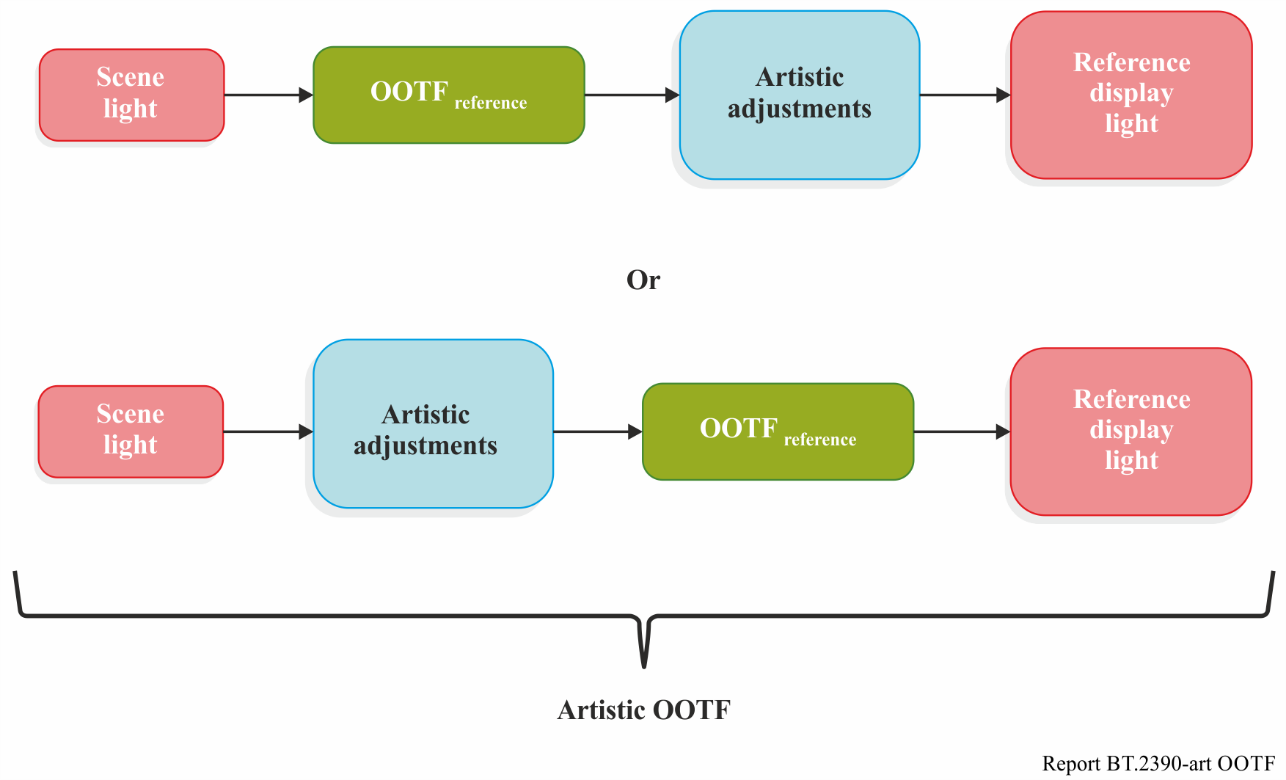 Scene
light
OOTF reference
Artistic
adjustments
Reference
display
light
Or
Scene
light
Artistic
adjustments
OOTF reference
Reference
display
light
Artistic OOTF
Report BT.2390-art OOTF